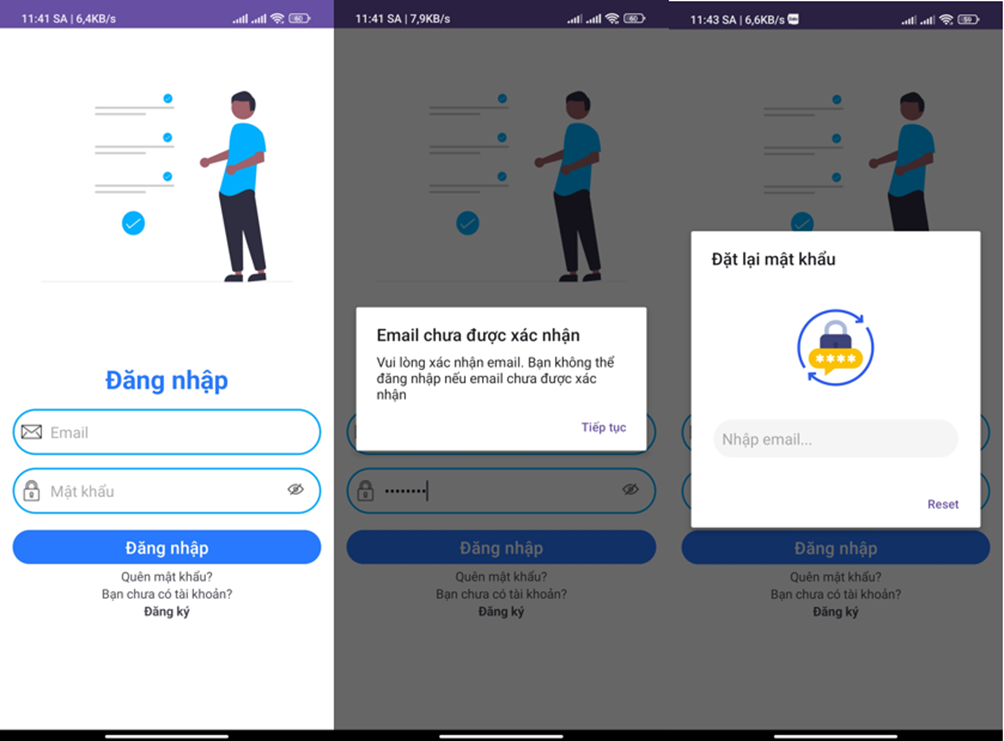 11:41 SA | 6,4KB/s
60
Đăng nhập
Email
Mật khẩu
Đăng nhập
Quên mật khẩu?
Bạn chưa có tài khoản?
Đăng ký
11:41 SA | 7,9KB/s
60
Email chưa được xác nhận
Vui lòng xác nhận email. Bạn không thể
đăng nhập nếu email chưa được xác
nhận
Tiếp tục
••••••••
Đăng nhập
Quên mật khẩu?
Bạn chưa có tài khoản?
Đăng ký
11:43 SA | 6,6KB/s
59
Đặt lại mật khẩu
****
Nhập email...
Reset
Đăng nhập
Quên mật khẩu?
Bạn chưa có tài khoản?
Đăng ký